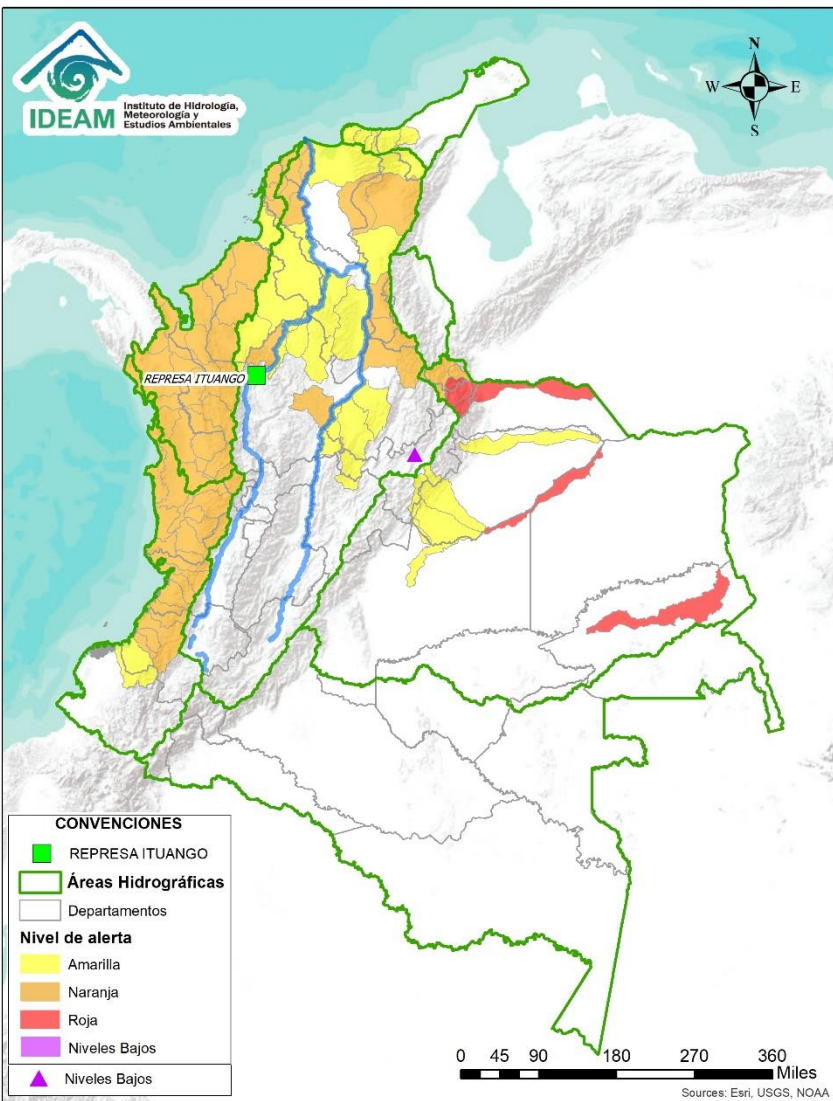 IDEAM
Instituto de Hidrología,
Meteorología y
Estudios Ambientales
N
W
E
S
REPRESA ITUANGO
CONVENCIONES
REPRESA ITUANGO
Áreas Hidrográficas
Departamentos
Nivel de alerta
Amarilla
Naranja
Roja
Niveles Bajos
Niveles Bajos
0 45 90 180 270 360
Miles
Sources: Esri, USGS, NOAA